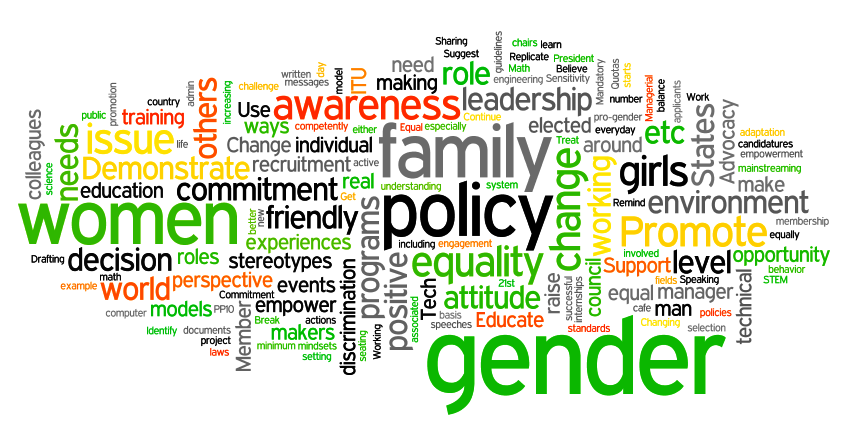 Sharing
Suggest
chairs
learn
guidelines
Replicate
President
Math
Believe
engineering
Sensitivity
Mandatory
Quotas
starts
need
role
making
written
day
messages
model
ITU
challenge
others
admin
increasing
country
promotion
public
training
Use
awareness
leadership
number
Managerial
balance
applicants
Work
pro-gender
everyday
elected
etc
States
Advocacy
adaptation
candidatures
empowerment
mainstreaming
colleagues
science
needs
issue
life
ways
competently
either
Equal
especially
Continue
Change
individual
family
Treat
around
Demonstrate
recruitment
active
real
understanding
system
change
working
girls
make
education
commitment
Get
policy
Remind
environment
membership
women
better
new
friendly
programs
Promote
equally
experiences
including
engagement
Drafting
decision
roles
stereotypes
equality
involved
Support
level
opportunity
behavior
STEM
math
example
world
perspective
events
discrimination
positive
Tech
21st
attitude
raise
successful
internships
council
fields
Speaking
equal
manager
technical
computer
models
PP10
Commitment
empower
Member
Break
actions
associated
basis
speeches
Educate
cafe
man
policies
Identify
documents
makers
seating
Working
standards
Changing
selection
project
laws
minimum
mindsets
setting
gender